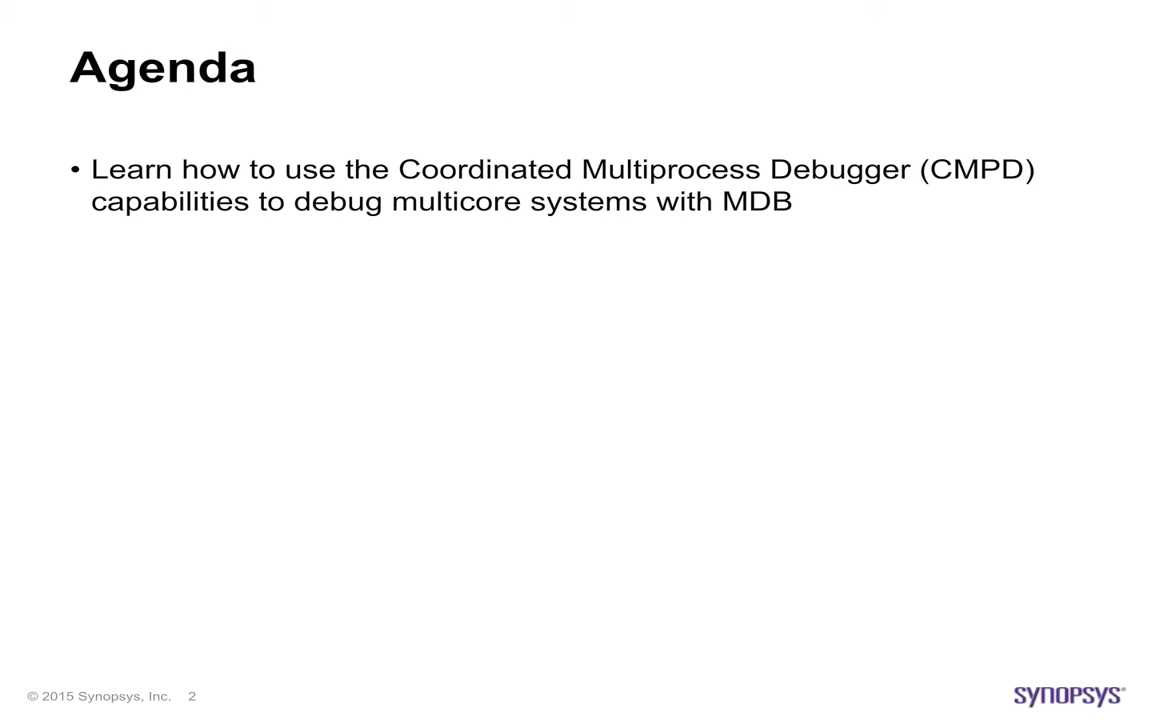 Agenda
• Learn how to use the Coordinated Multiprocess Debugger (CMPD)
capabilities to debug multicore systems with MDB
© 2015 Synopsys, Inc. 2
SYNOPSYS®